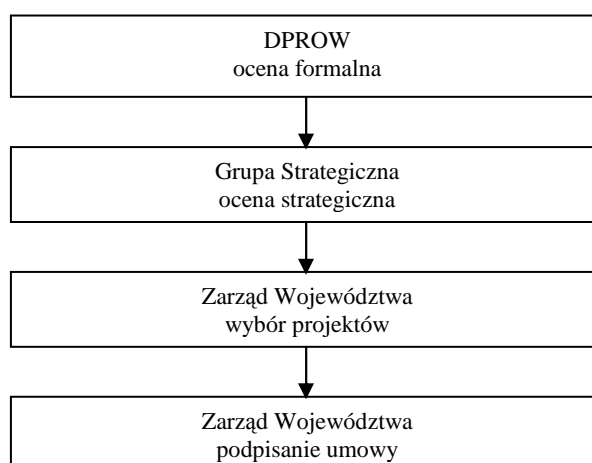 DPROW
ocena formalna
Grupa Strategiczna
ocena strategiczna
Zarząd Województwa
wybór projektów
Zarząd Województwa
podpisanie umowy